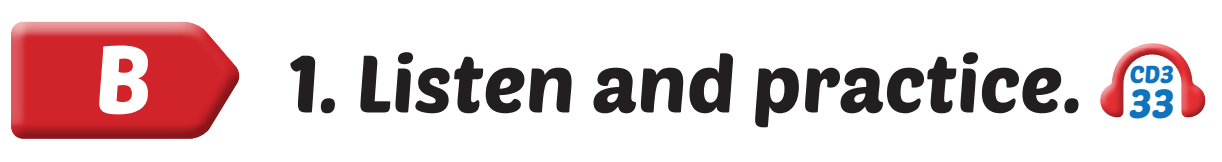 B 1. Listen and practice. CD3
33